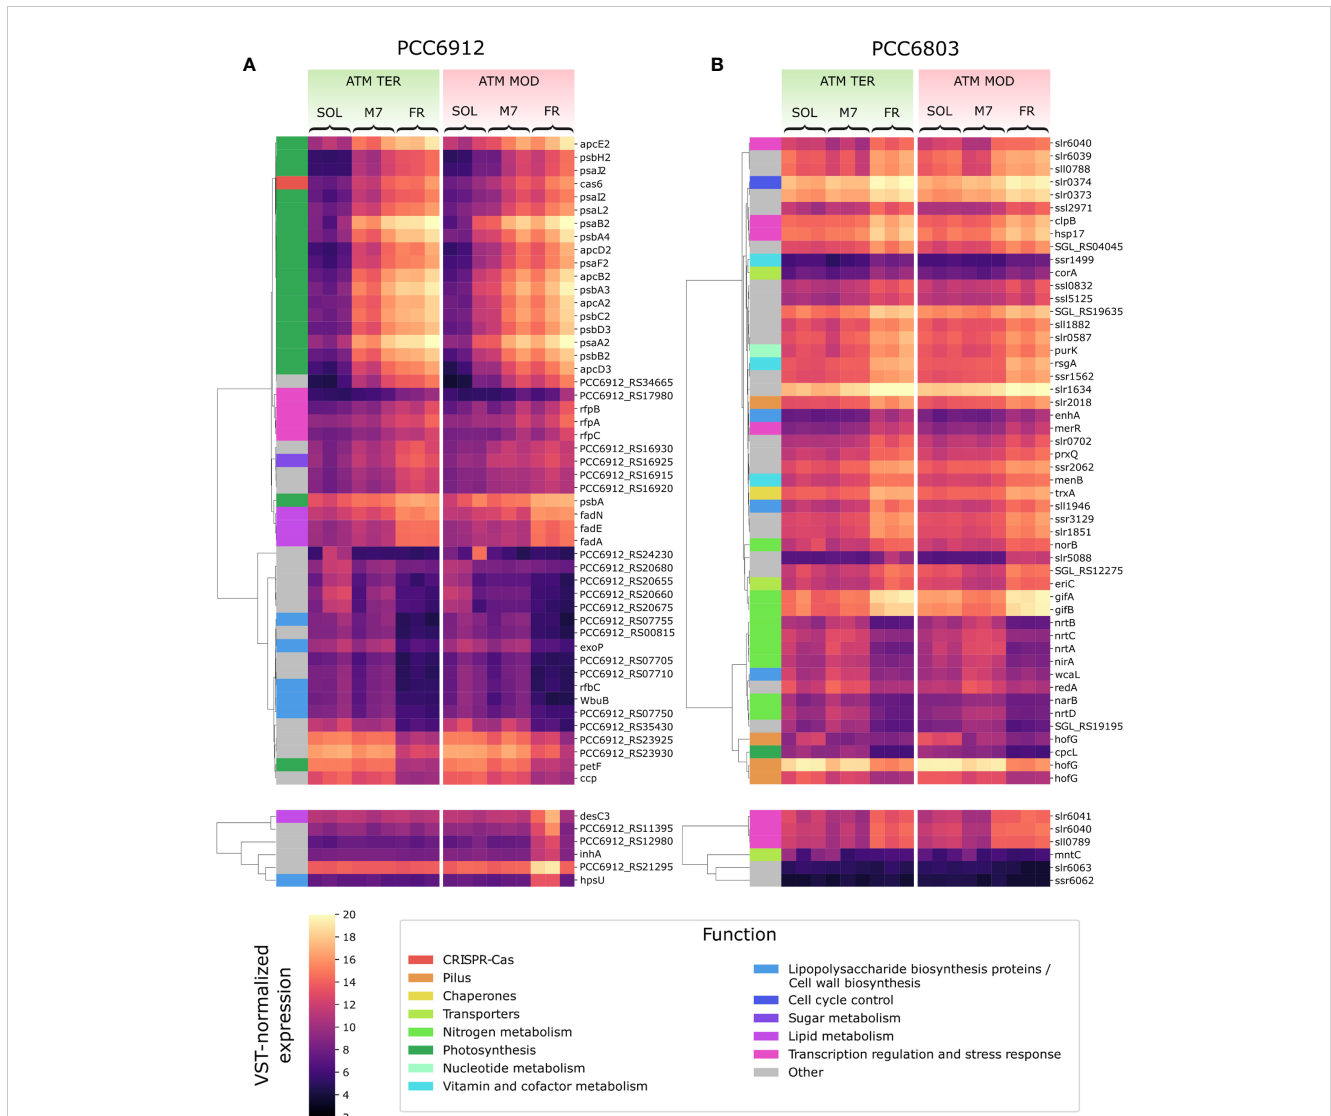 PCC6912
PCC6803
A
B
ATM TER
ATM MOD
ATM TER
ATM MOD
SOL
M7
FR
SOL
M7
FR
SOL
M7
FR
SOL
M7
FR
apcE2
psbH2
psaJ2
cas6
psaI2
psaL2
psaB2
psbA4
apcD2
psaF2
apcB2
psbA3
apcA2
psbC2
psbD3
psaA2
psbB2
apcD3
PCC6912_RS34665
PCC6912_RS17980
rfpB
rfpA
rfpC
PCC6912_RS16930
PCC6912_RS16925
PCC6912_RS16915
PCC6912_RS16920
psbA
fadN
fadE
fadA
PCC6912_RS24230
PCC6912_RS20680
PCC6912_RS20655
PCC6912_RS20660
PCC6912_RS20675
PCC6912_RS07755
PCC6912_RS00815
exoP
PCC6912_RS07705
PCC6912_RS07710
rfbC
WbuB
PCC6912_RS07750
PCC6912_RS35430
PCC6912_RS23925
PCC6912_RS23930
petF
ccp
desC3
PCC6912_RS11395
PCC6912_RS12980
inhA
PCC6912_RS21295
hpsU
slr6040
slr6039
sll0788
slr0374
slr0373
ssl2971
clpB
hsp17
SGL_RS04045
ssr1499
corA
ssl0832
ssl5125
SGL_RS19635
sll1882
slr0587
purK
rsgA
ssr1562
slr1634
slr2018
enhA
merR
slr0702
prxQ
ssr2062
menB
trxA
sll1946
ssr3129
slr1851
norB
slr5088
SGL_RS12275
eriC
gifA
gifB
nrtB
nrtC
nrtA
nirA
wcaL
redA
narB
nrtD
SGL_RS19195
hofG
cpcL
hofG
hofG
slr6041
slr6040
sll0789
mntC
slr6063
ssr6062
VST-normalized
expression
20
18
16
14
12
10
8
6
4
Function
CRISPR-Cas
Pilus
Chaperones
Transporters
Nitrogen metabolism
Photosynthesis
Nucleotide metabolism
Vitamin and cofactor metabolism
Lipopolysaccharide biosynthesis proteins /
Cell wall biosynthesis
Cell cycle control
Sugar metabolism
Lipid metabolism
Transcription regulation and stress response
Other